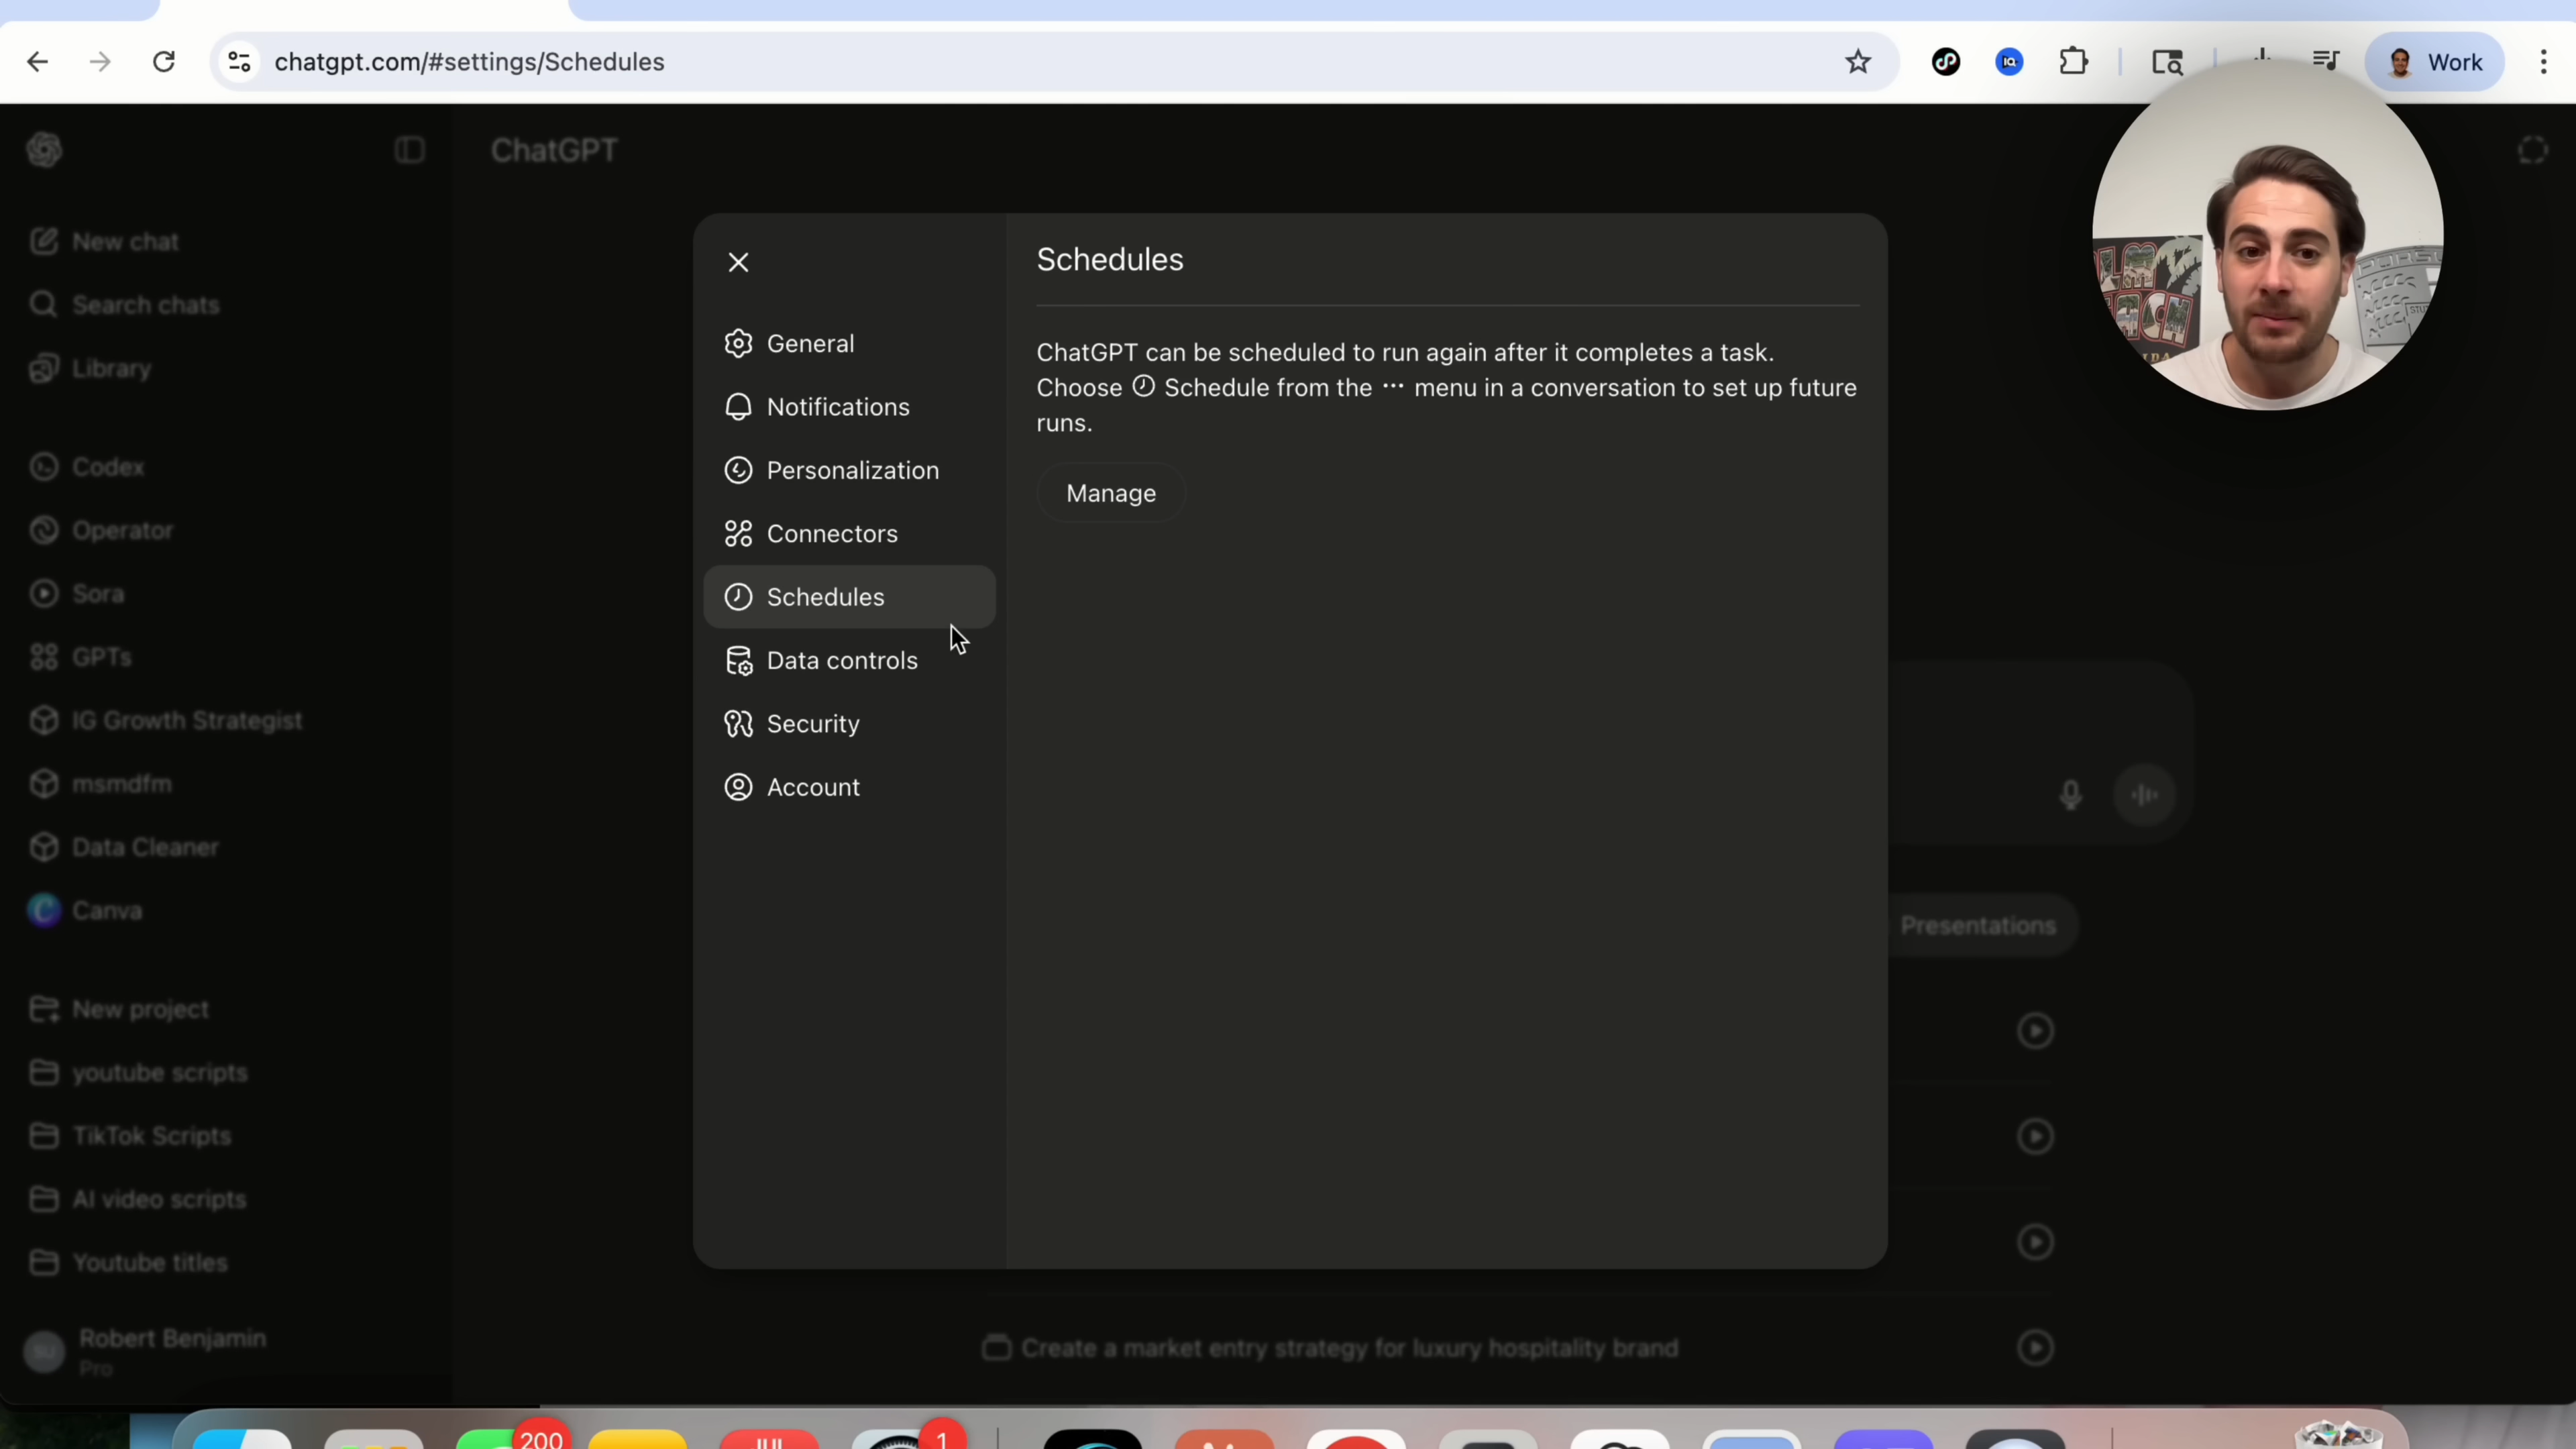 chatgpt.com/#settings/Schedules
Work
ChatGPT
New chat
Search chats
Library
Codex
Operator
Sora
GPTs
IG Growth Strategist
msmdfm
Data Cleaner
Canva
New project
youtube scripts
TikTok Scripts
AI video scripts
Youtube titles
Robert Benjamin
Pro
General
Notifications
Personalization
Connectors
Schedules
Data controls
Security
Account
Schedules
ChatGPT can be scheduled to run again after it completes a task.
Choose Schedule from the ··· menu in a conversation to set up future
runs.
Manage
Presentations
Create a market entry strategy for luxury hospitality brand
200
1